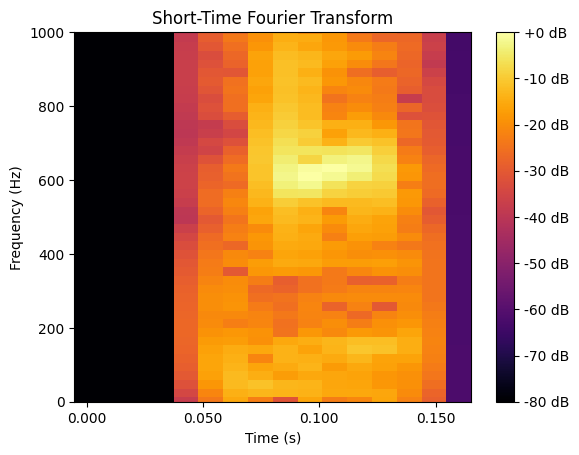 Short-Time Fourier Transform
1000
800
600
400
200
0
Frequency (Hz)
0.000
0.050
0.100
0.150
Time (s)
+0 dB
-10 dB
-20 dB
-30 dB
-40 dB
-50 dB
-60 dB
-70 dB
-80 dB